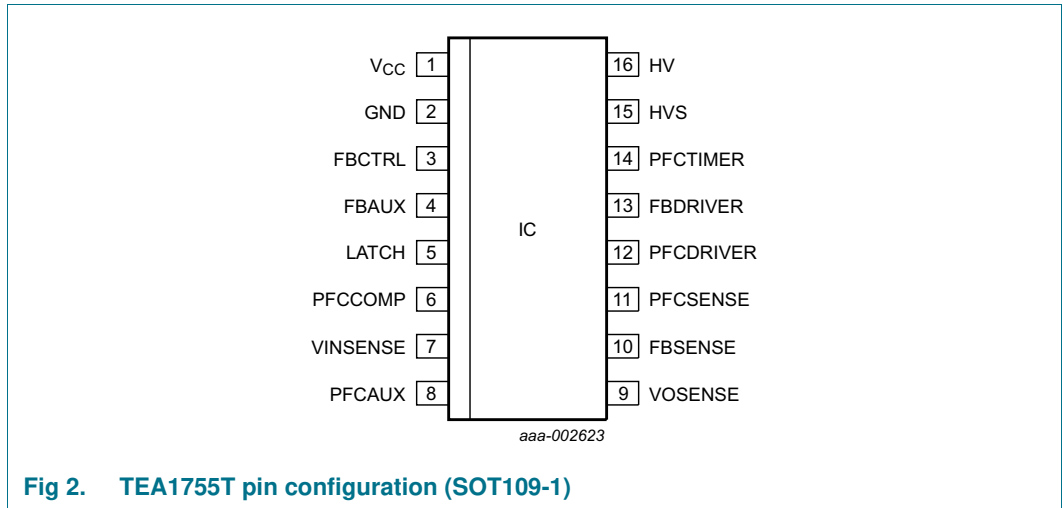 VCC 1 16 HV
GND 2 15 HVS
FBCTRL 3 14 PFCTIMER
FBAUX 4 13 FBDRIVER
IC
LATCH 5 12 PFCDRIVER
PFCCOMP 6 11 PFCSENSE
VINSENSE 7 10 FBSENSE
PFCAUX 8 9 VOSENSE
aaa-002623
Fig 2. TEA1755T pin configuration (SOT109-1)